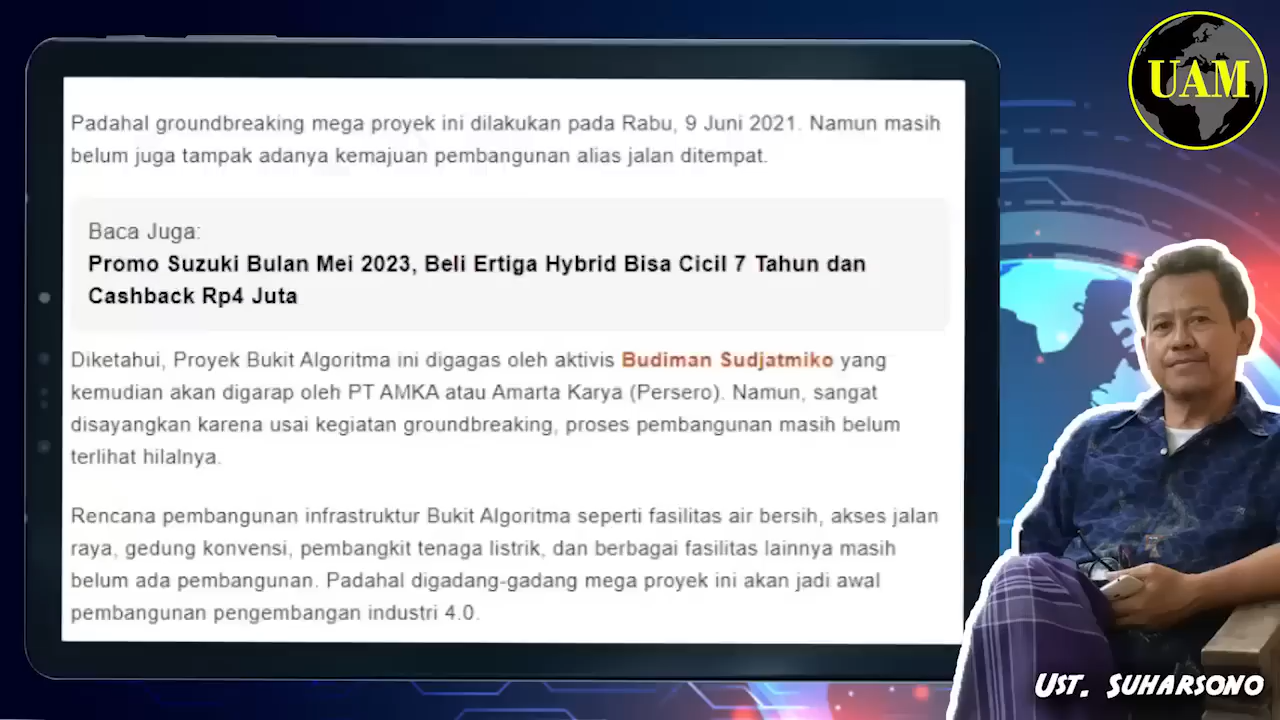 UAM
Padahal groundbreaking mega proyek ini dilakukan pada Rabu, 9 Juni 2021. Namun masih
belum juga tampak adanya kemajuan pembangunan alias jalan ditempat.
Baca Juga:
Promo Suzuki Bulan Mei 2023, Beli Ertiga Hybrid Bisa Cicil 7 Tahun dan
Cashback Rp4 Juta
Diketahui, Proyek Bukit Algoritma ini digagas oleh aktivis Budiman Sudjatmiko yang
kemudian akan digarap oleh PT AMKA atau Amarta Karya (Persero). Namun, sangat
disayangkan karena usai kegiatan groundbreaking, proses pembangunan masih belum
terlihat hilalnya.
Rencana pembangunan infrastruktur Bukit Algoritma seperti fasilitas air bersih, akses jalan
raya, gedung konvensi, pembangkit tenaga listrik, dan berbagai fasilitas lainnya masih
belum ada pembangunan. Padahal digadang-gadang mega proyek ini akan jadi awal
pembangunan pengembangan industri 4.0.
UST. SUHARSONO